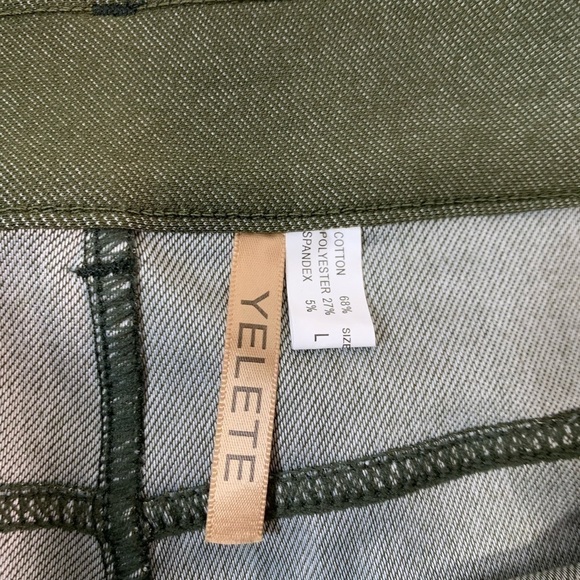 YELETE
COTTON 68%
POLYESTER 27%
SPANDEX 5%
SIZE
L